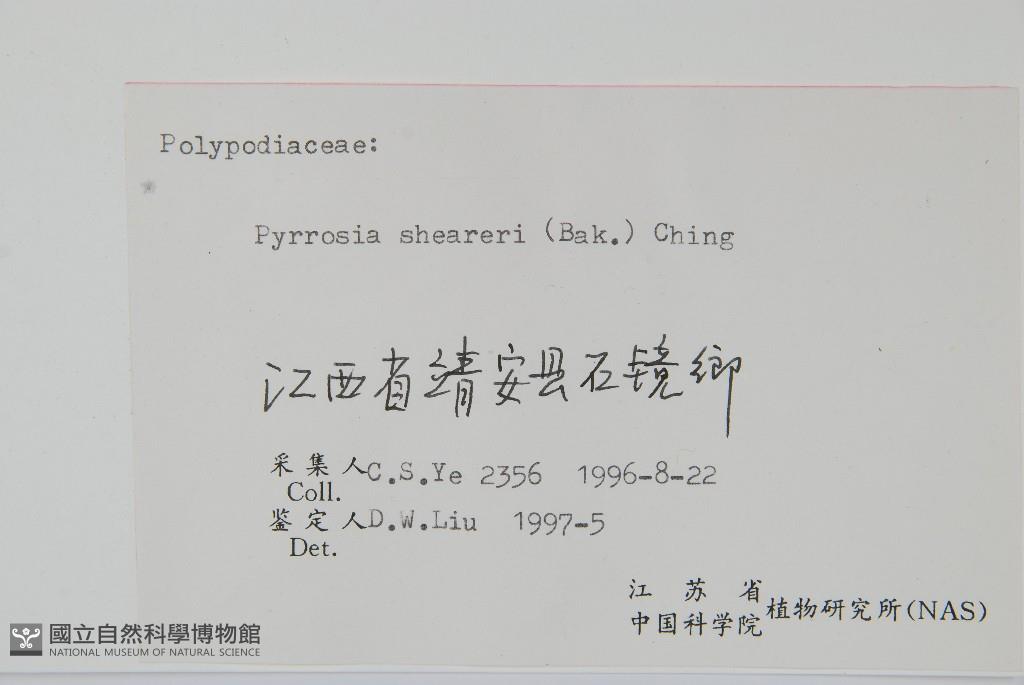 Polypodiaceae:
Pyrrosia sheareri (Bak.) Ching
江西省靖安县石镜鄉
采集人C.S.Ye 2356 1996-8-22
Coll.
鉴定人D.W.Liu 1997-5
Det.
江苏省
中国科学院植物研究所(NAS)
國立自然科學博物館
NATIONAL MUSEUM OF NATURAL SCIENCE